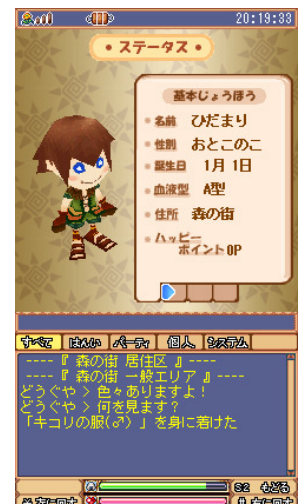 20:19:33
・ステータス・
基本じょうほう
名前 ひだまり
性別 おとこのこ
誕生日 1月 1日
血液型 A型
住所 森の街
ハッピーポイント 0P
すべて はんい パーティ 個人 システム
---- 『 森の街 居住区 』----
---- 『 森の街 一般エリア 』----
どうぐや > 色々ありますよ!
どうぐや > 何を見ます?
「キコリの服(♂)」を身に着けた
S2 もどる